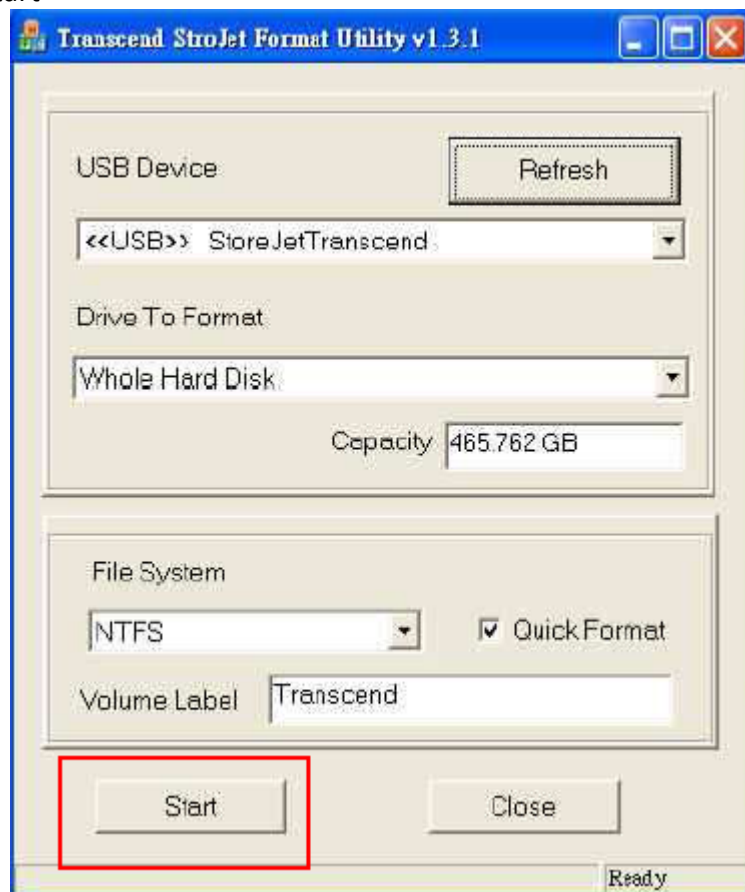 Transcend StroJet Format Utility v1.3.1
USB Device
Refresh
<<USB>> StoreJetTranscend
Drive To Format
Whole Hard Disk
Capacity 465.762 GB
File System
NTFS
Quick Format
Volume Label Transcend
Start Close
Ready